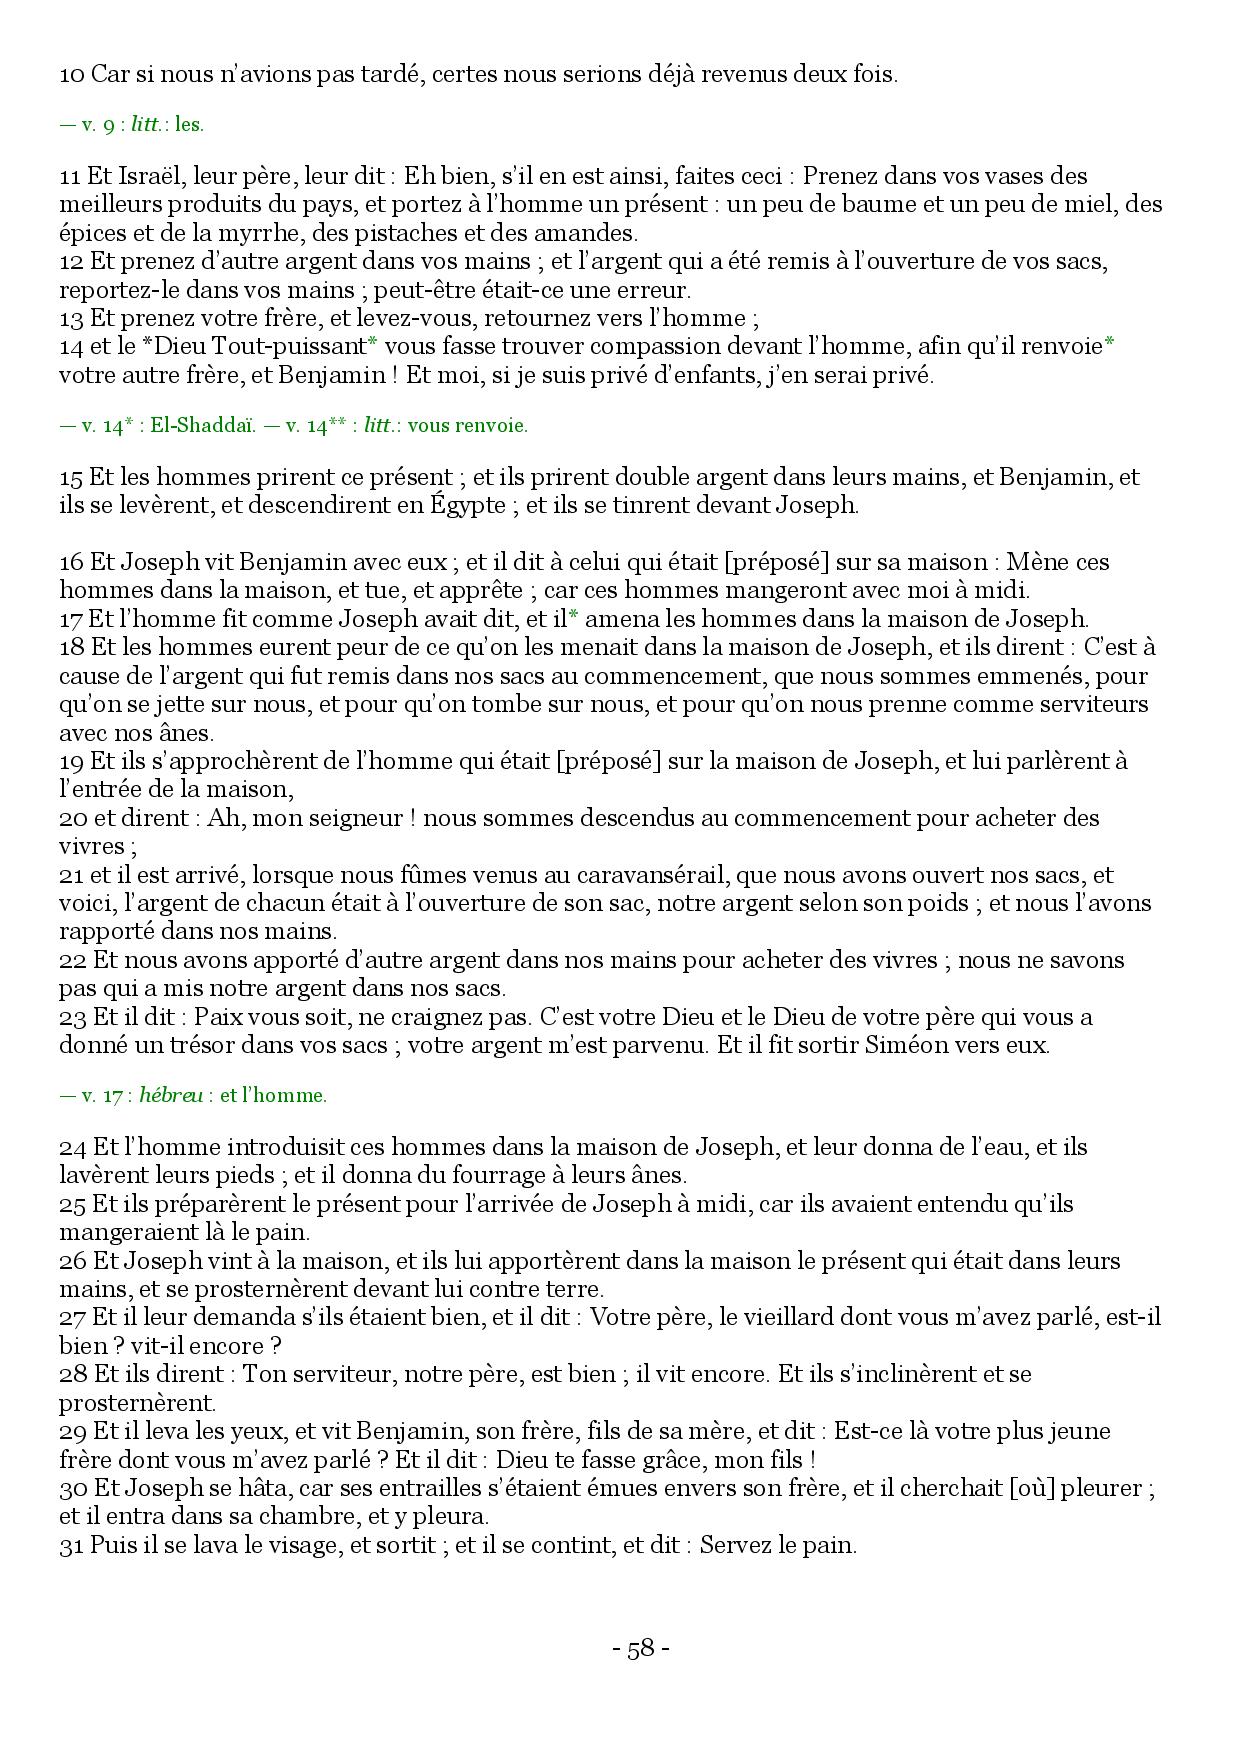 10 Car si nous n’avions pas tardé, certes nous serions déjà revenus deux fois.
— v. 9 : litt.: les.
11 Et Israël, leur père, leur dit : Eh bien, s’il en est ainsi, faites ceci : Prenez dans vos vases des
meilleurs produits du pays, et portez à l’homme un présent : un peu de baume et un peu de miel, des
épices et de la myrrhe, des pistaches et des amandes.
12 Et prenez d’autre argent dans vos mains ; et l’argent qui a été remis à l’ouverture de vos sacs,
reportez-le dans vos mains ; peut-être était-ce une erreur.
13 Et prenez votre frère, et levez-vous, retournez vers l’homme ;
14 et le *Dieu Tout-puissant* vous fasse trouver compassion devant l’homme, afin qu’il renvoie*
votre autre frère, et Benjamin ! Et moi, si je suis privé d’enfants, j’en serai privé.
— v. 14* : El-Shaddaï. — v. 14** : litt.: vous renvoie.
15 Et les hommes prirent ce présent ; et ils prirent double argent dans leurs mains, et Benjamin, et
ils se levèrent, et descendirent en Égypte ; et ils se tinrent devant Joseph.
16 Et Joseph vit Benjamin avec eux ; et il dit à celui qui était [préposé] sur sa maison : Mène ces
hommes dans la maison, et tue, et apprête ; car ces hommes mangeront avec moi à midi.
17 Et l’homme fit comme Joseph avait dit, et il* amena les hommes dans la maison de Joseph.
18 Et les hommes eurent peur de ce qu’on les menait dans la maison de Joseph, et ils dirent : C’est à
cause de l’argent qui fut remis dans nos sacs au commencement, que nous sommes emmenés, pour
qu’on se jette sur nous, et pour qu’on tombe sur nous, et pour qu’on nous prenne comme serviteurs
avec nos ânes.
19 Et ils s’approchèrent de l’homme qui était [préposé] sur la maison de Joseph, et lui parlèrent à
l’entrée de la maison,
20 et dirent : Ah, mon seigneur ! nous sommes descendus au commencement pour acheter des
vivres ;
21 et il est arrivé, lorsque nous fûmes venus au caravansérail, que nous avons ouvert nos sacs, et
voici, l’argent de chacun était à l’ouverture de son sac, notre argent selon son poids ; et nous l’avons
rapporté dans nos mains.
22 Et nous avons apporté d’autre argent dans nos mains pour acheter des vivres ; nous ne savons
pas qui a mis notre argent dans nos sacs.
23 Et il dit : Paix vous soit, ne craignez pas. C’est votre Dieu et le Dieu de votre père qui vous a
donné un trésor dans vos sacs ; votre argent m’est parvenu. Et il fit sortir Siméon vers eux.
— v. 17 : hébreu : et l’homme.
24 Et l’homme introduisit ces hommes dans la maison de Joseph, et leur donna de l’eau, et ils
lavèrent leurs pieds ; et il donna du fourrage à leurs ânes.
25 Et ils préparèrent le présent pour l’arrivée de Joseph à midi, car ils avaient entendu qu’ils
mangeraient là le pain.
26 Et Joseph vint à la maison, et ils lui apportèrent dans la maison le présent qui était dans leurs
mains, et se prosternèrent devant lui contre terre.
27 Et il leur demanda s’ils étaient bien, et il dit : Votre père, le vieillard dont vous m’avez parlé, est-il
bien ? vit-il encore ?
28 Et ils dirent : Ton serviteur, notre père, est bien ; il vit encore. Et ils s’inclinèrent et se
prosternèrent.
29 Et il leva les yeux, et vit Benjamin, son frère, fils de sa mère, et dit : Est-ce là votre plus jeune
frère dont vous m’avez parlé ? Et il dit : Dieu te fasse grâce, mon fils !
30 Et Joseph se hâta, car ses entrailles s’étaient émues envers son frère, et il cherchait [où] pleurer ;
et il entra dans sa chambre, et y pleura.
31 Puis il se lava le visage, et sortit ; et il se contint, et dit : Servez le pain.
- 58 -